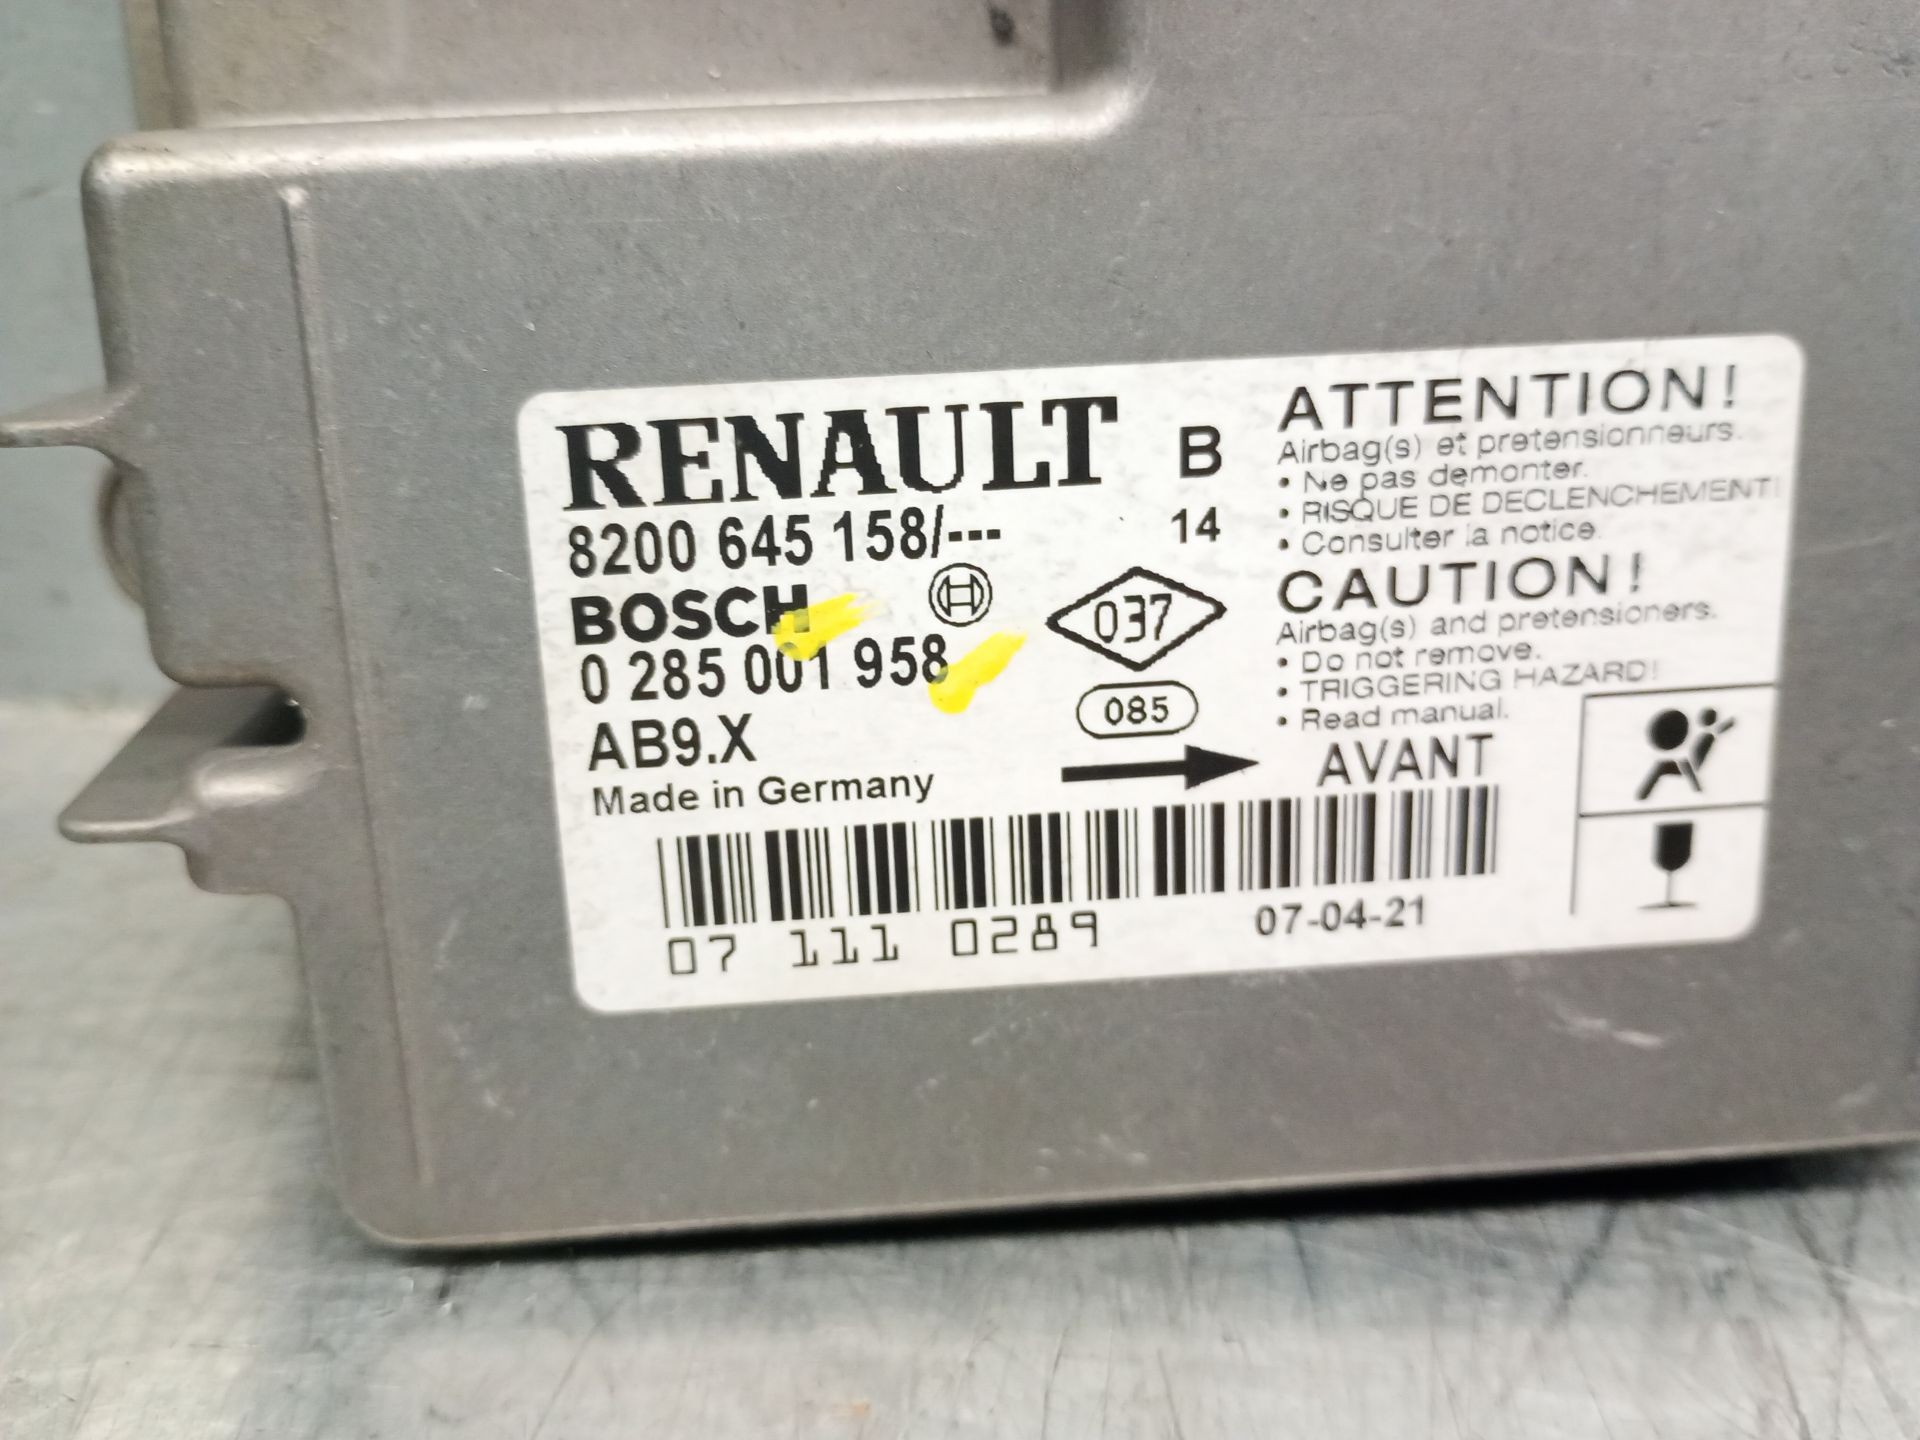 RENAULT B
8200 645 158/--- 14
BOSCH
0 285 001 958
AB9.X
Made in Germany
037
085
ATTENTION!
Airbag(s) et pretensionneurs.
• Ne pas demonter.
• RISQUE DE DECLENCHEMENT!
• Consulter la notice.
CAUTION!
Airbag(s) and pretensioners.
• Do not remove.
• TRIGGERING HAZARD!
• Read manual.
AVANT
07 111 0289 07-04-21